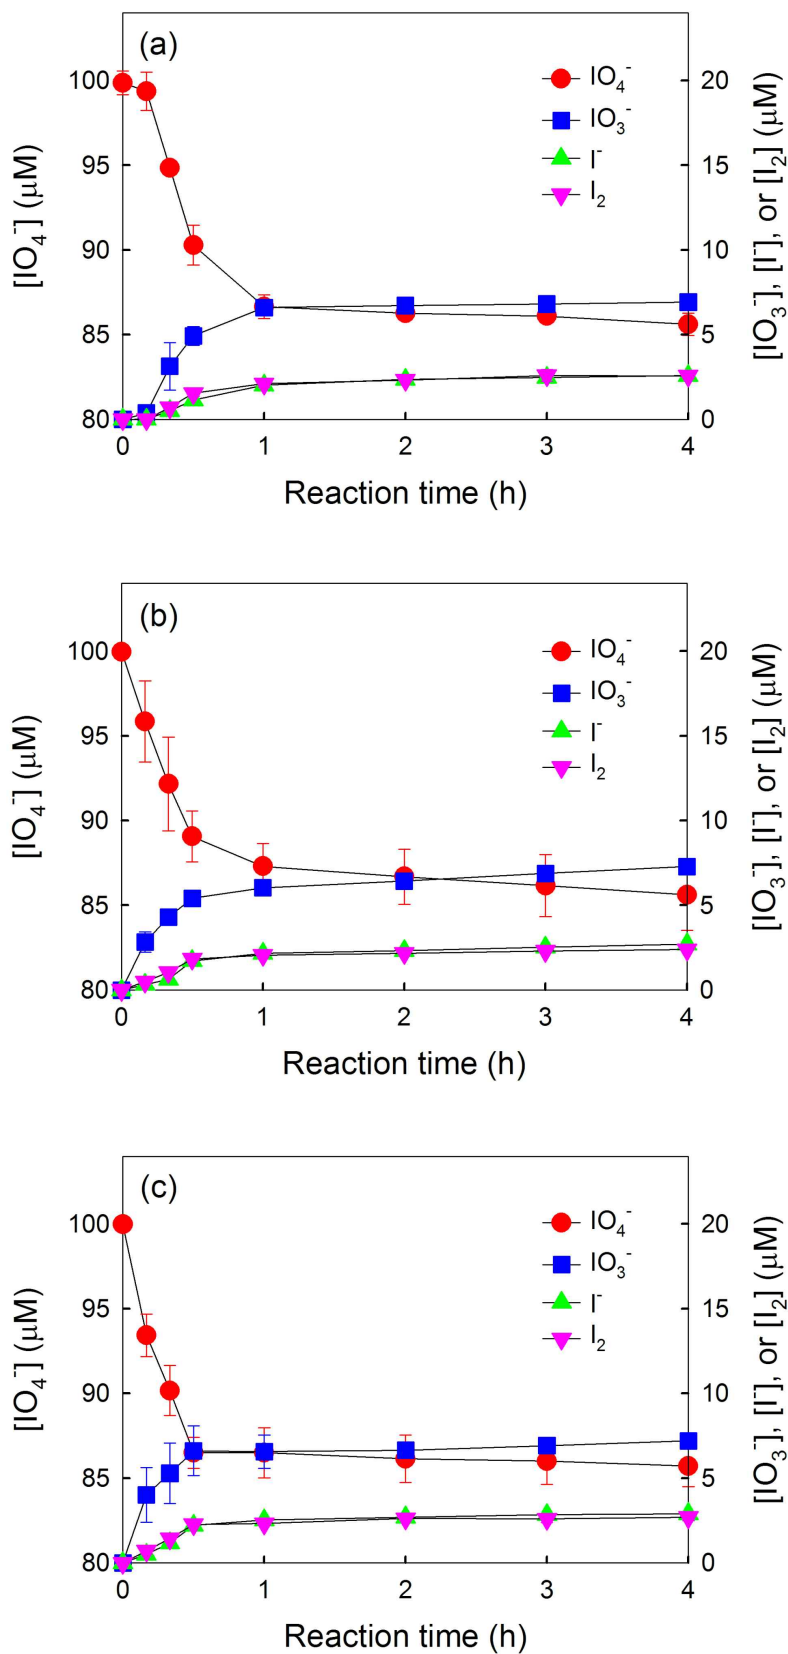 (a)
100
95
90
85
80
20
15
10
5
0
0 1 2 3 4
IO₄⁻
IO₃⁻
I⁻
I₂
[IO₄⁻] (μM)
[IO₃⁻], [I⁻], or [I₂] (μM)
Reaction time (h)
(b)
100
95
90
85
80
20
15
10
5
0
0 1 2 3 4
IO₄⁻
IO₃⁻
I⁻
I₂
[IO₄⁻] (μM)
[IO₃⁻], [I⁻], or [I₂] (μM)
Reaction time (h)
(c)
100
95
90
85
80
20
15
10
5
0
0 1 2 3 4
IO₄⁻
IO₃⁻
I⁻
I₂
[IO₄⁻] (μM)
[IO₃⁻], [I⁻], or [I₂] (μM)
Reaction time (h)